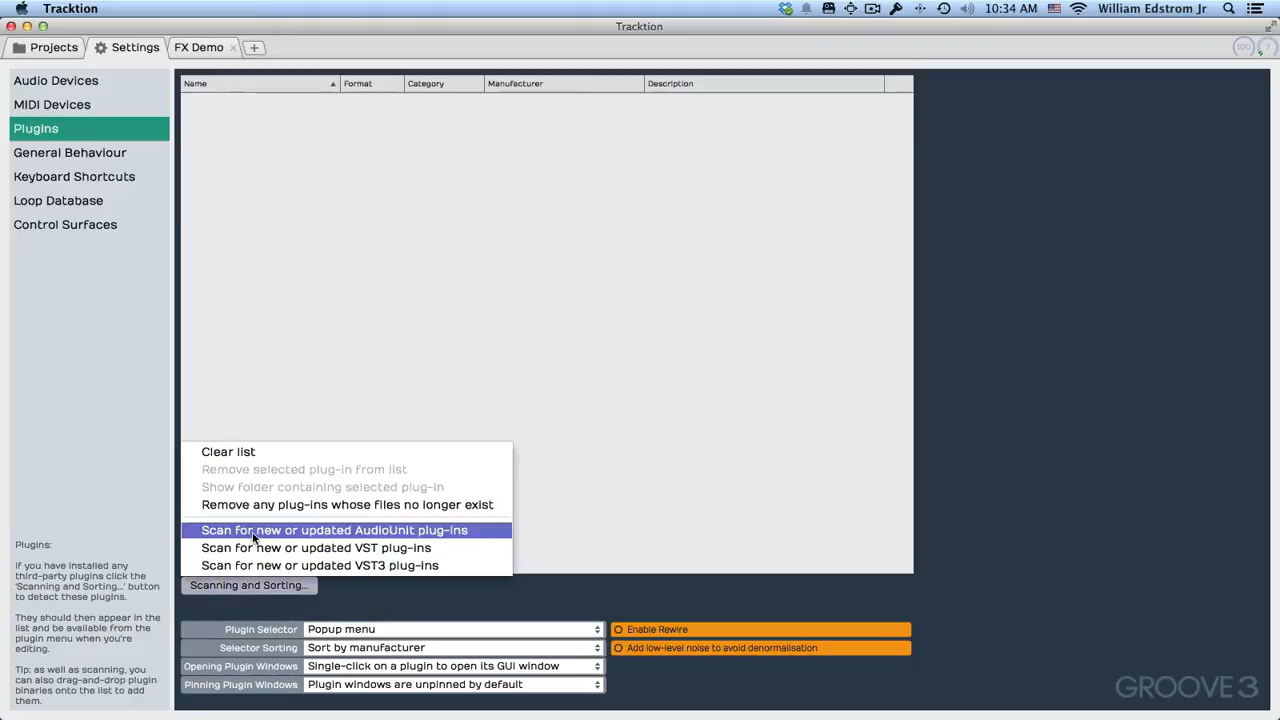 Tracktion
10:34 AM
William Edstrom Jr
Tracktion
Projects
Settings
FX Demo
Audio Devices
MIDI Devices
Plugins
General Behaviour
Keyboard Shortcuts
Loop Database
Control Surfaces
Name
Format
Category
Manufacturer
Description
Clear list
Remove selected plug-in from list
Show folder containing selected plug-in
Remove any plug-ins whose files no longer exist
Scan for new or updated AudioUnit plug-ins
Scan for new or updated VST plug-ins
Scan for new or updated VST3 plug-ins
Scanning and Sorting...
Plugins:
If you have installed any
third-party plugins click the
'Scanning and Sorting...' button
to detect these plugins.
They should then appear in the
list and be available from the
plugin menu when you're
editing.
Tip: as well as scanning, you
can also drag-and-drop plugin
binaries onto the list to add
them.
Plugin Selector
Popup menu
Enable Rewire
Selector Sorting
Sort by manufacturer
Add low-level noise to avoid denormalisation
Opening Plugin Windows
Single-click on a plugin to open its GUI window
Pinning Plugin Windows
Plugin windows are unpinned by default
GROOVE3